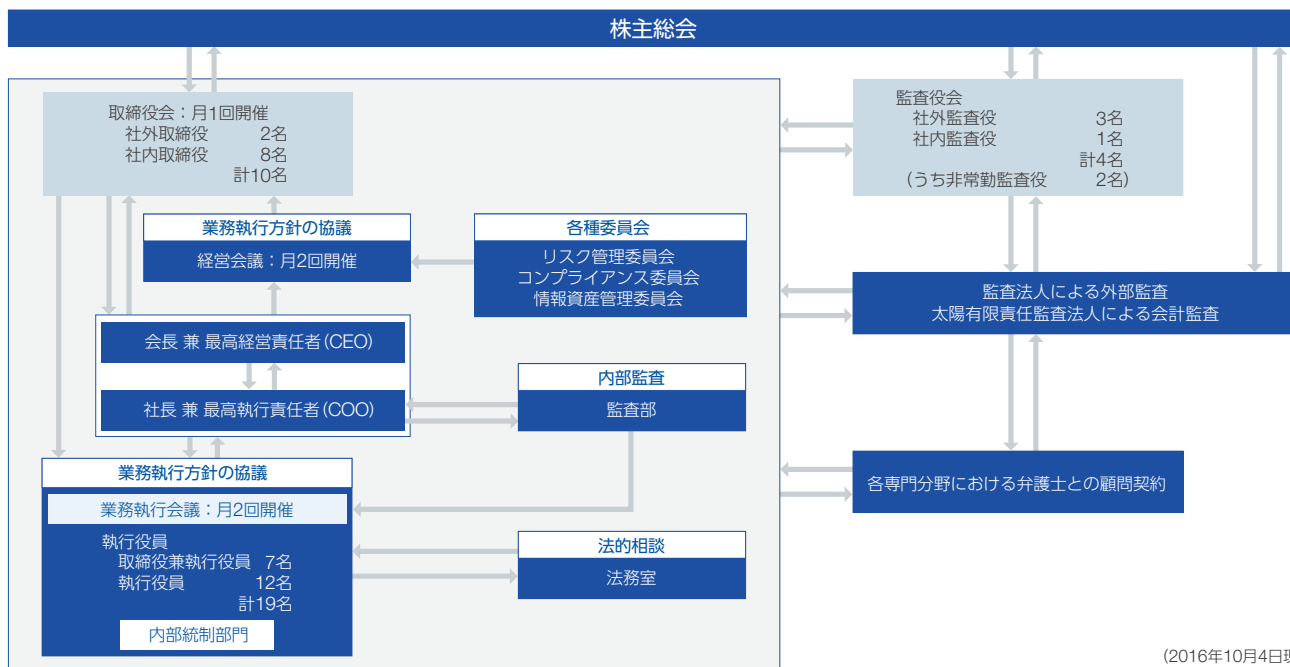 株主総会
取締役会：月1回開催
社外取締役 2名
社内取締役 8名
計10名
監査役会
社外監査役 3名
社内監査役 1名
計4名
(うち非常勤監査役 2名)
業務執行方針の協議
経営会議：月2回開催
各種委員会
リスク管理委員会
コンプライアンス委員会
情報資産管理委員会
監査法人による外部監査
太陽有限責任監査法人による会計監査
会長 兼 最高経営責任者(CEO)
社長 兼 最高執行責任者(COO)
内部監査
監査部
業務執行方針の協議
業務執行会議：月2回開催
執行役員
取締役兼執行役員 7名
執行役員 12名
計19名
内部統制部門
法的相談
法務室
各専門分野における弁護士との顧問契約
(2016年10月4日